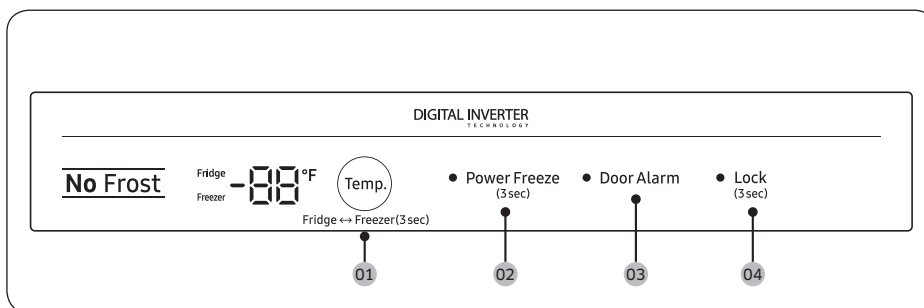 DIGITAL INVERTER
TECHNOLOGY
No Frost
Fridge
Freezer
-88°F
Temp.
Fridge ↔ Freezer(3 sec)
Power Freeze
(3 sec)
Door Alarm
Lock
(3 sec)
01
02
03
04